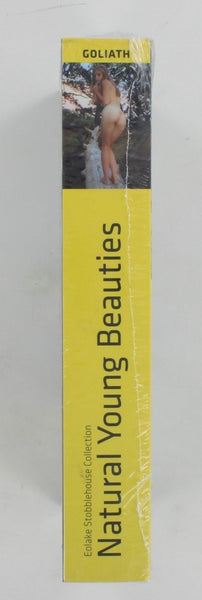 GOLIATH
Eolake Stobblehouse Collection
Natural Young Beauties